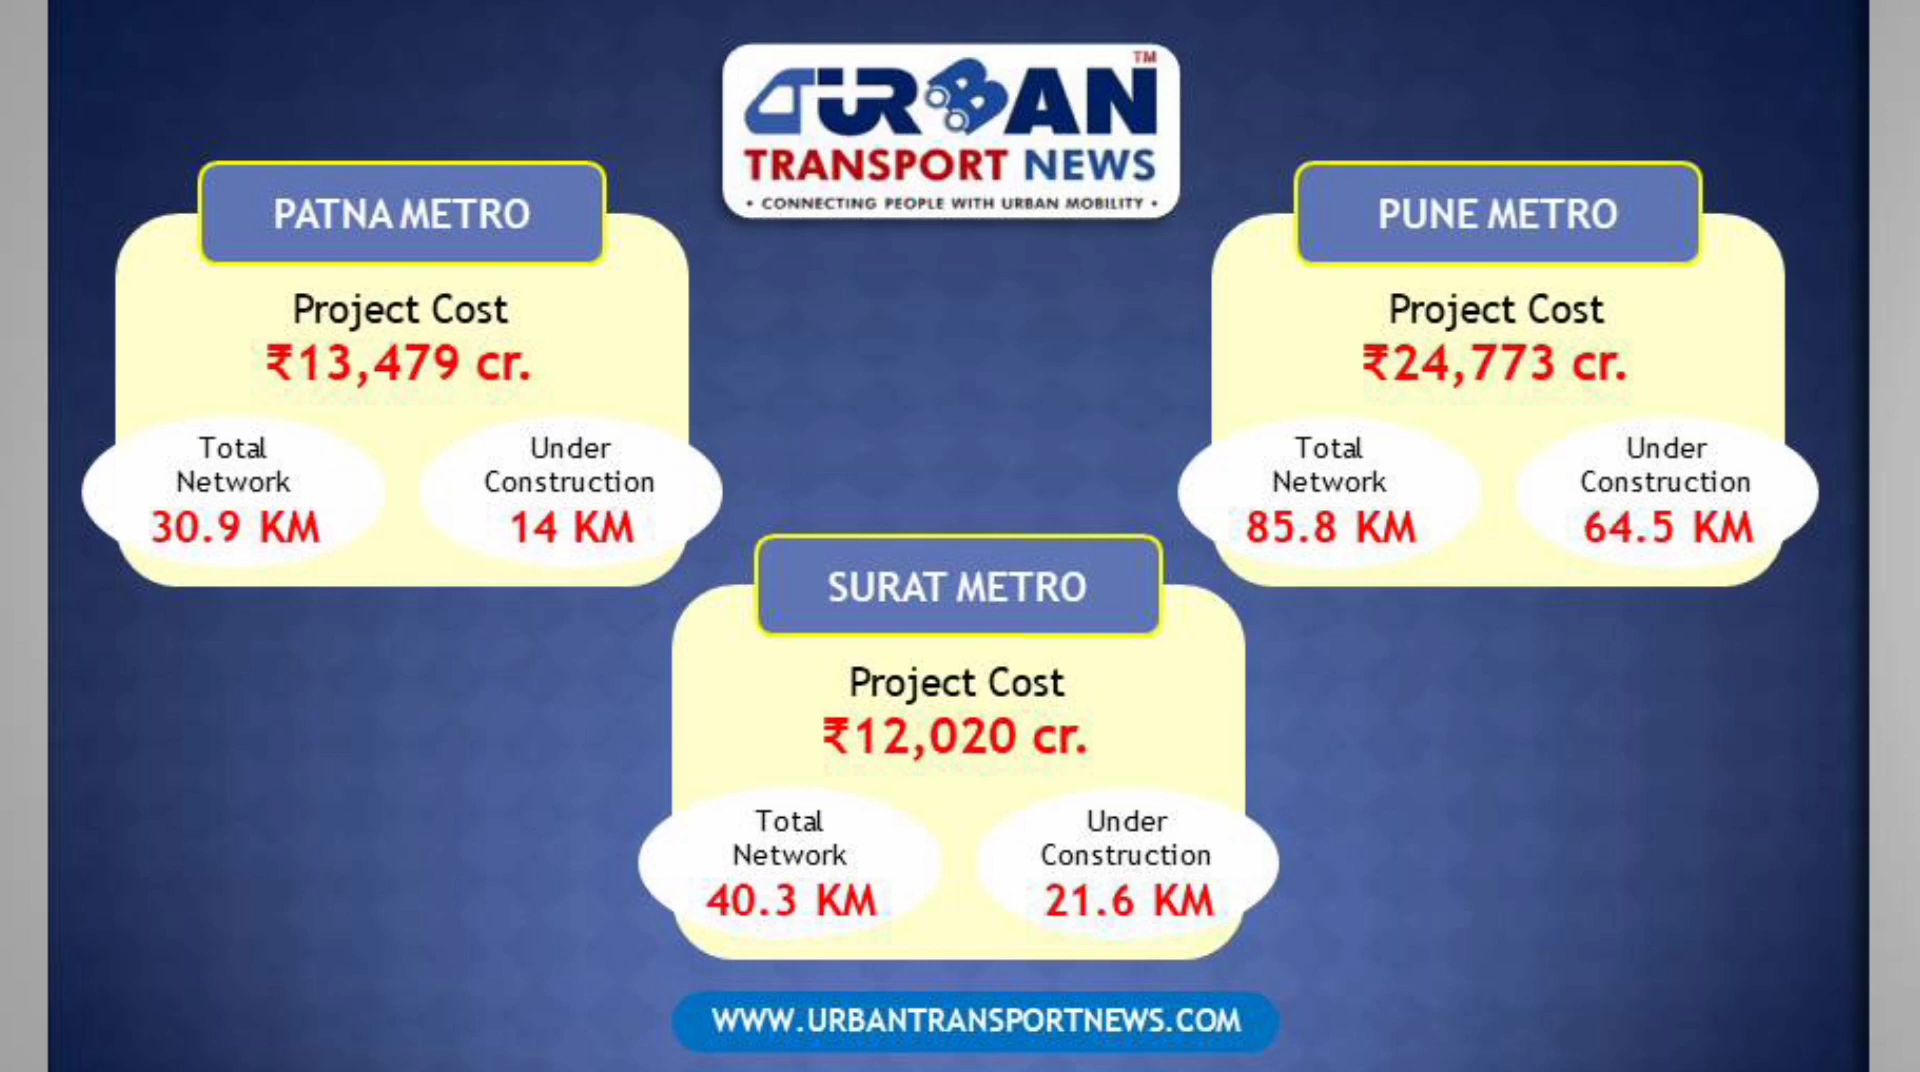 URBAN
TM
TRANSPORT NEWS
• CONNECTING PEOPLE WITH URBAN MOBILITY •
PATNA METRO
Project Cost
₹13,479 cr.
Total
Network
30.9 KM
Under
Construction
14 KM
PUNE METRO
Project Cost
₹24,773 cr.
Total
Network
85.8 KM
Under
Construction
64.5 KM
SURAT METRO
Project Cost
₹12,020 cr.
Total
Network
40.3 KM
Under
Construction
21.6 KM
WWW.URBANTRANSPORTNEWS.COM